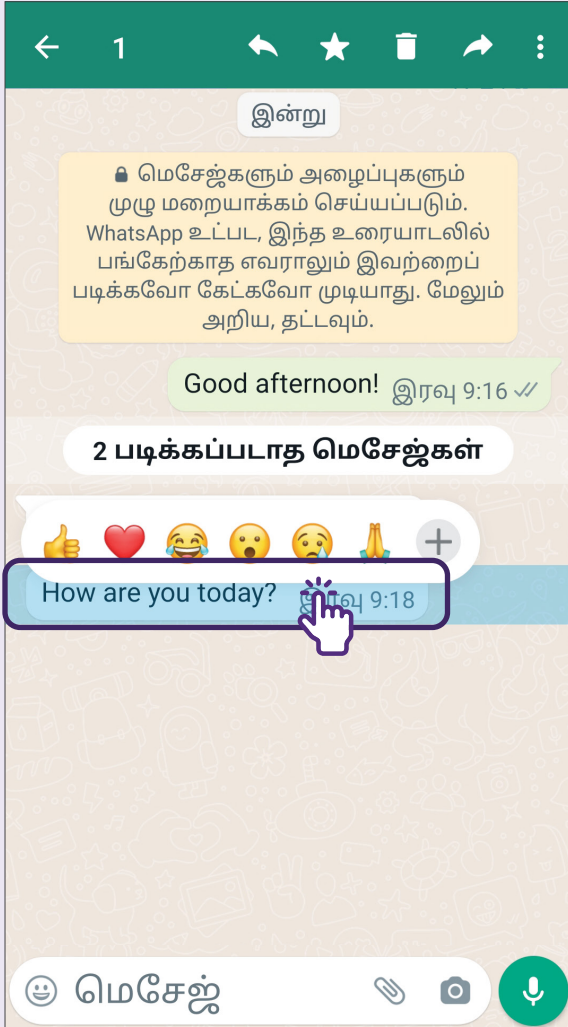 1
இன்று
மெசேஜ்களும் அழைப்புகளும்
முழு மறையாக்கம் செய்யப்படும்.
WhatsApp உட்பட, இந்த உரையாடலில்
பங்கேற்காத எவராலும் இவற்றைப்
படிக்கவோ கேட்கவோ முடியாது. மேலும்
அறிய, தட்டவும்.
Good afternoon! இரவு 9:16
2 படிக்கப்படாத மெசேஜ்கள்
How are you today? இரவு 9:18
மெசேஜ்